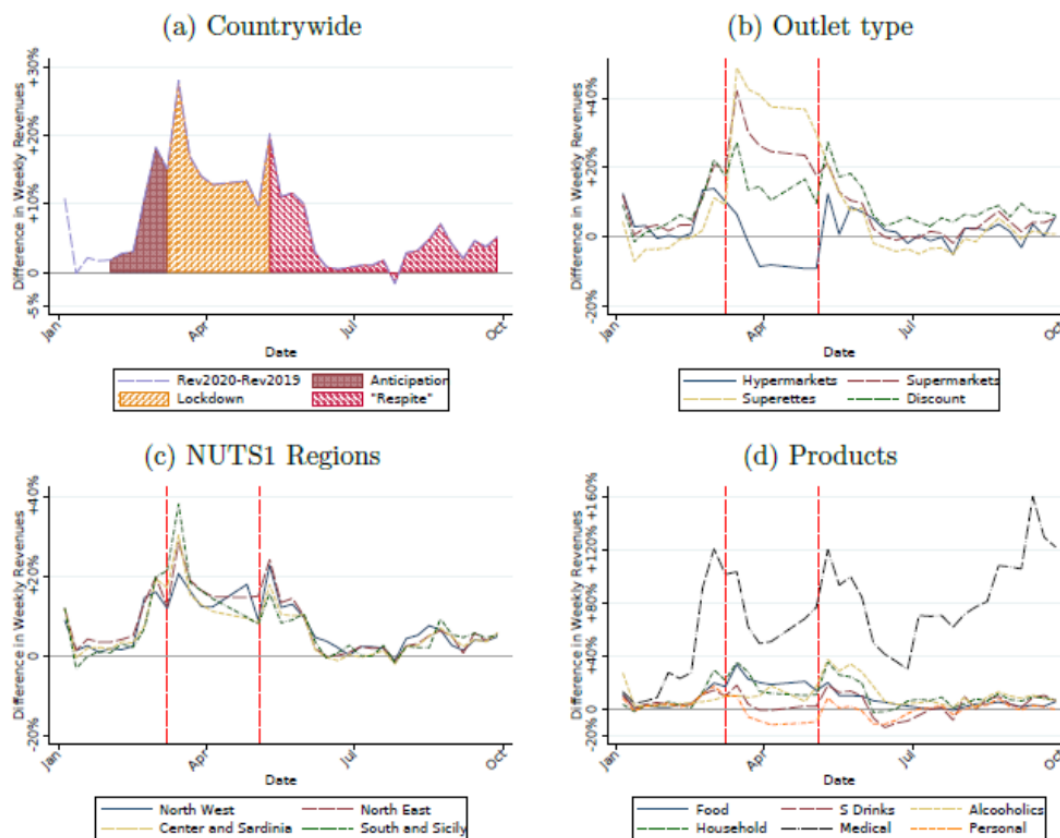 (a) Countrywide
Difference in Weekly Revenues
+30%
+20%
+10%
0
-5%
Jan
Apr
Jul
Oct
Date
Rev2020-Rev2019
Anticipation
Lockdown
"Respite"
(b) Outlet type
Difference in Weekly Revenues
+40%
+20%
0
-20%
Jan
Apr
Jul
Oct
Date
Hypermarkets
Supermarkets
Superettes
Discount
(c) NUTS1 Regions
Difference in Weekly Revenues
+40%
+20%
0
-20%
Jan
Apr
Jul
Oct
Date
North West
North East
Center and Sardinia
South and Sicily
(d) Products
Difference in Weekly Revenues
+160%
+120%
+80%
+40%
0
-20%
Jan
Apr
Jul
Oct
Date
Food
S Drinks
Alcooholics
Household
Medical
Personal